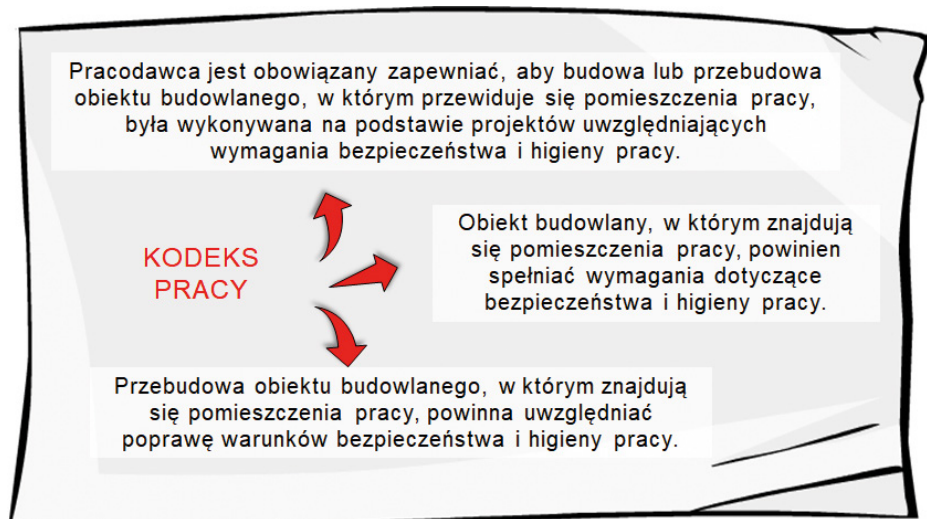 Pracodawca jest obowiązany zapewniać, aby budowa lub przebudowa
obiektu budowlanego, w którym przewiduje się pomieszczenia pracy,
była wykonywana na podstawie projektów uwzględniających
wymagania bezpieczeństwa i higieny pracy.
KODEKS
PRACY
Obiekt budowlany, w którym znajdują
się pomieszczenia pracy, powinien
spełniać wymagania dotyczące
bezpieczeństwa i higieny pracy.
Przebudowa obiektu budowlanego, w którym znajdują
się pomieszczenia pracy, powinna uwzględniać
poprawę warunków bezpieczeństwa i higieny pracy.